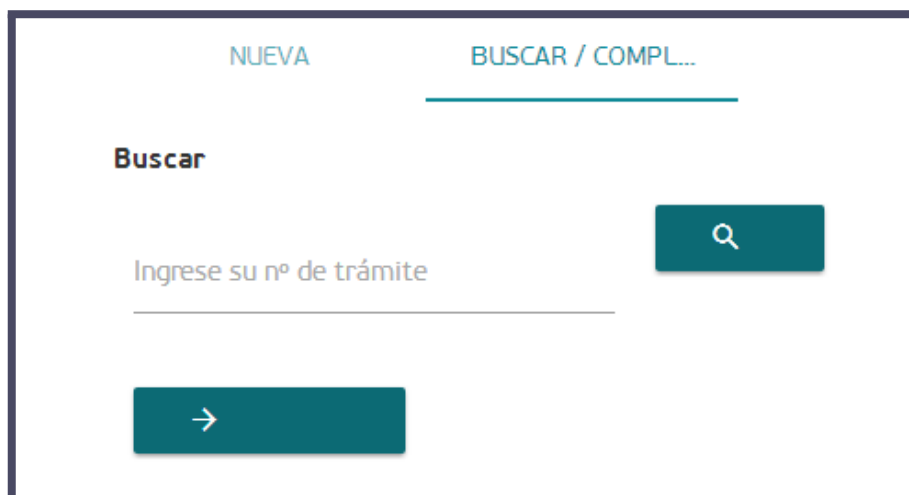 NUEVA
BUSCAR / COMPL...
Buscar
Ingrese su nº de trámite